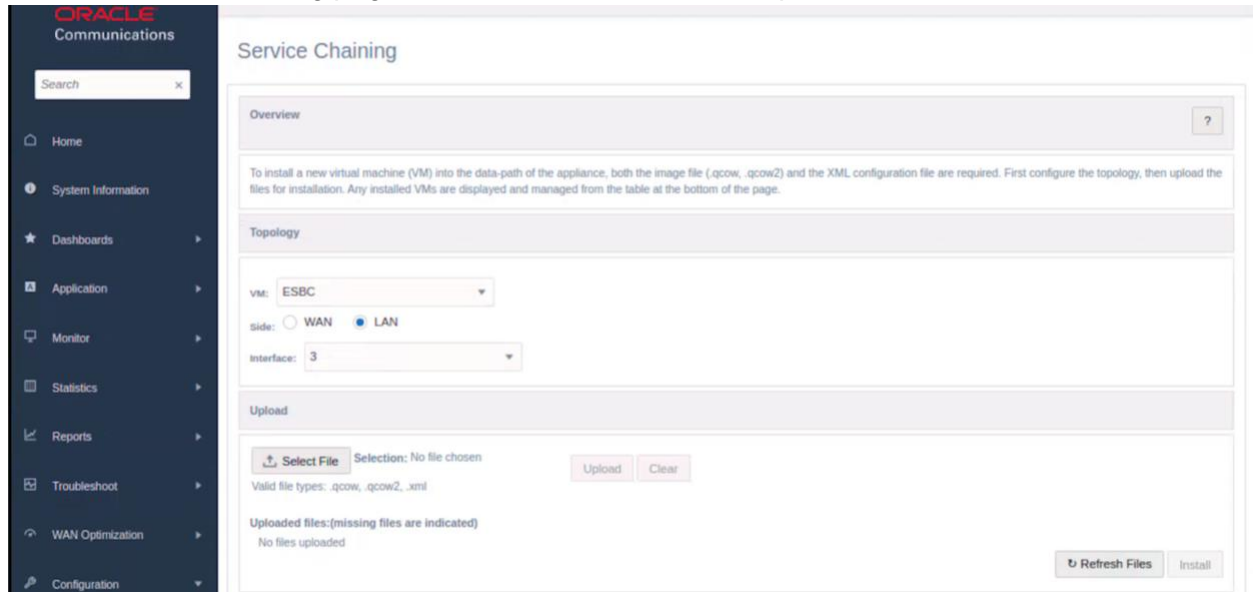 ORACLE
Communications
Search
Home
System Information
Dashboards
Application
Monitor
Statistics
Reports
Troubleshoot
WAN Optimization
Configuration
Service Chaining
Overview
?
To install a new virtual machine (VM) into the data-path of the appliance, both the image file (.qcow, .qcow2) and the XML configuration file are required. First configure the topology, then upload the
files for installation. Any installed VMs are displayed and managed from the table at the bottom of the page.
Topology
VM: ESBC
Side: WAN LAN
Interface: 3
Upload
Select File Selection: No file chosen Upload Clear
Valid file types: .qcow, .qcow2, .xml
Uploaded files:(missing files are indicated)
No files uploaded
Refresh Files Install